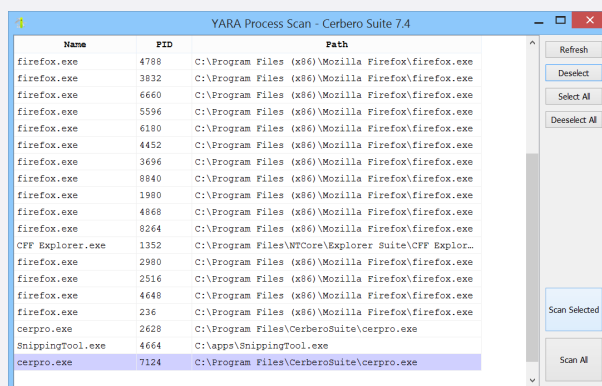 YARA Process Scan - Cerbero Suite 7.4
Name PID Path
firefox.exe 4788 C:\Program Files (x86)\Mozilla Firefox\firefox.exe
firefox.exe 3832 C:\Program Files (x86)\Mozilla Firefox\firefox.exe
firefox.exe 6660 C:\Program Files (x86)\Mozilla Firefox\firefox.exe
firefox.exe 5596 C:\Program Files (x86)\Mozilla Firefox\firefox.exe
firefox.exe 6180 C:\Program Files (x86)\Mozilla Firefox\firefox.exe
firefox.exe 4452 C:\Program Files (x86)\Mozilla Firefox\firefox.exe
firefox.exe 3696 C:\Program Files (x86)\Mozilla Firefox\firefox.exe
firefox.exe 8840 C:\Program Files (x86)\Mozilla Firefox\firefox.exe
firefox.exe 1980 C:\Program Files (x86)\Mozilla Firefox\firefox.exe
firefox.exe 4868 C:\Program Files (x86)\Mozilla Firefox\firefox.exe
firefox.exe 8264 C:\Program Files (x86)\Mozilla Firefox\firefox.exe
CFF Explorer.exe 1352 C:\Program Files\NTCore\Explorer Suite\CFF Explor...
firefox.exe 2980 C:\Program Files (x86)\Mozilla Firefox\firefox.exe
firefox.exe 2516 C:\Program Files (x86)\Mozilla Firefox\firefox.exe
firefox.exe 4648 C:\Program Files (x86)\Mozilla Firefox\firefox.exe
firefox.exe 236 C:\Program Files (x86)\Mozilla Firefox\firefox.exe
cerpro.exe 2628 C:\Program Files\CerberoSuite\cerpro.exe
SnippingTool.exe 4664 C:\apps\SnippingTool.exe
cerpro.exe 7124 C:\Program Files\CerberoSuite\cerpro.exe
Refresh
Deselect
Select All
Deeselect All
Scan Selected
Scan All